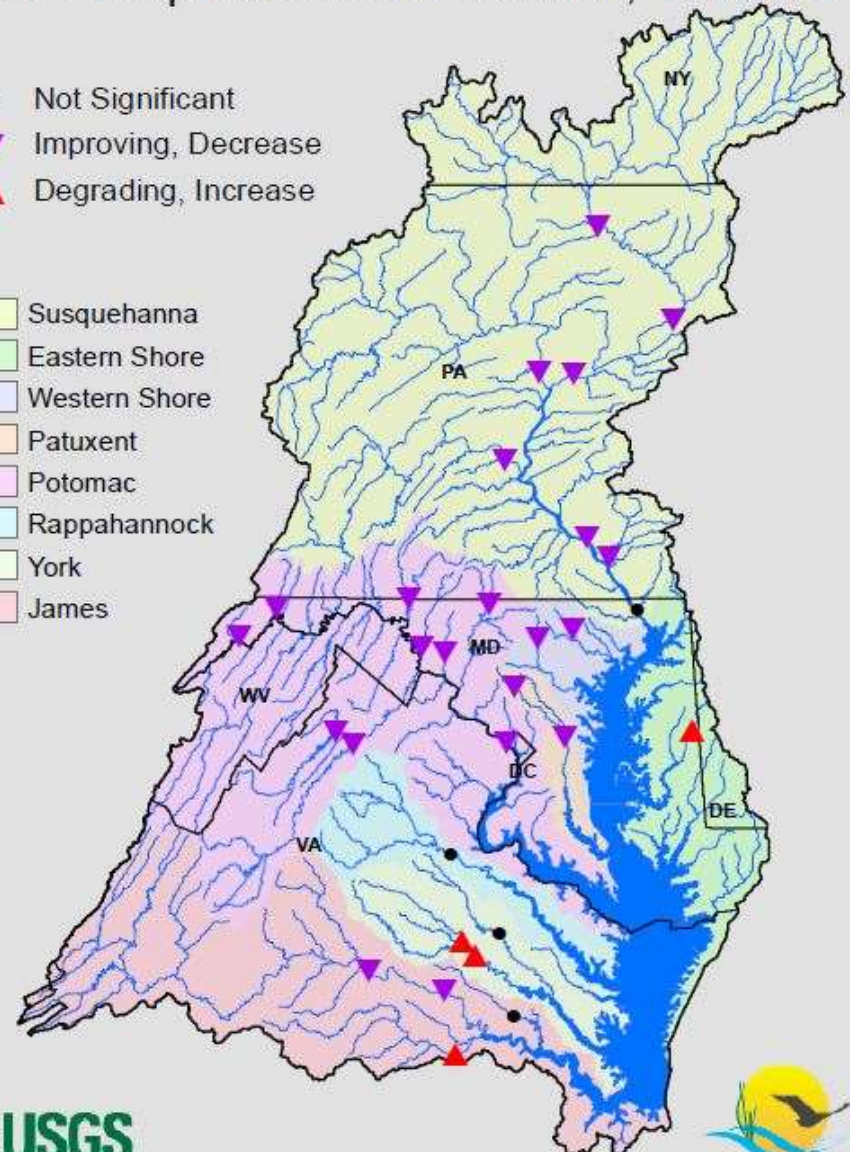 NY
Not Significant
Improving, Decrease
Degrading, Increase
Susquehanna
Eastern Shore
PA
Western Shore
Patuxent
Potomac
Rappahannock
York
James
MD
WV
DC
DE
VA
USGS